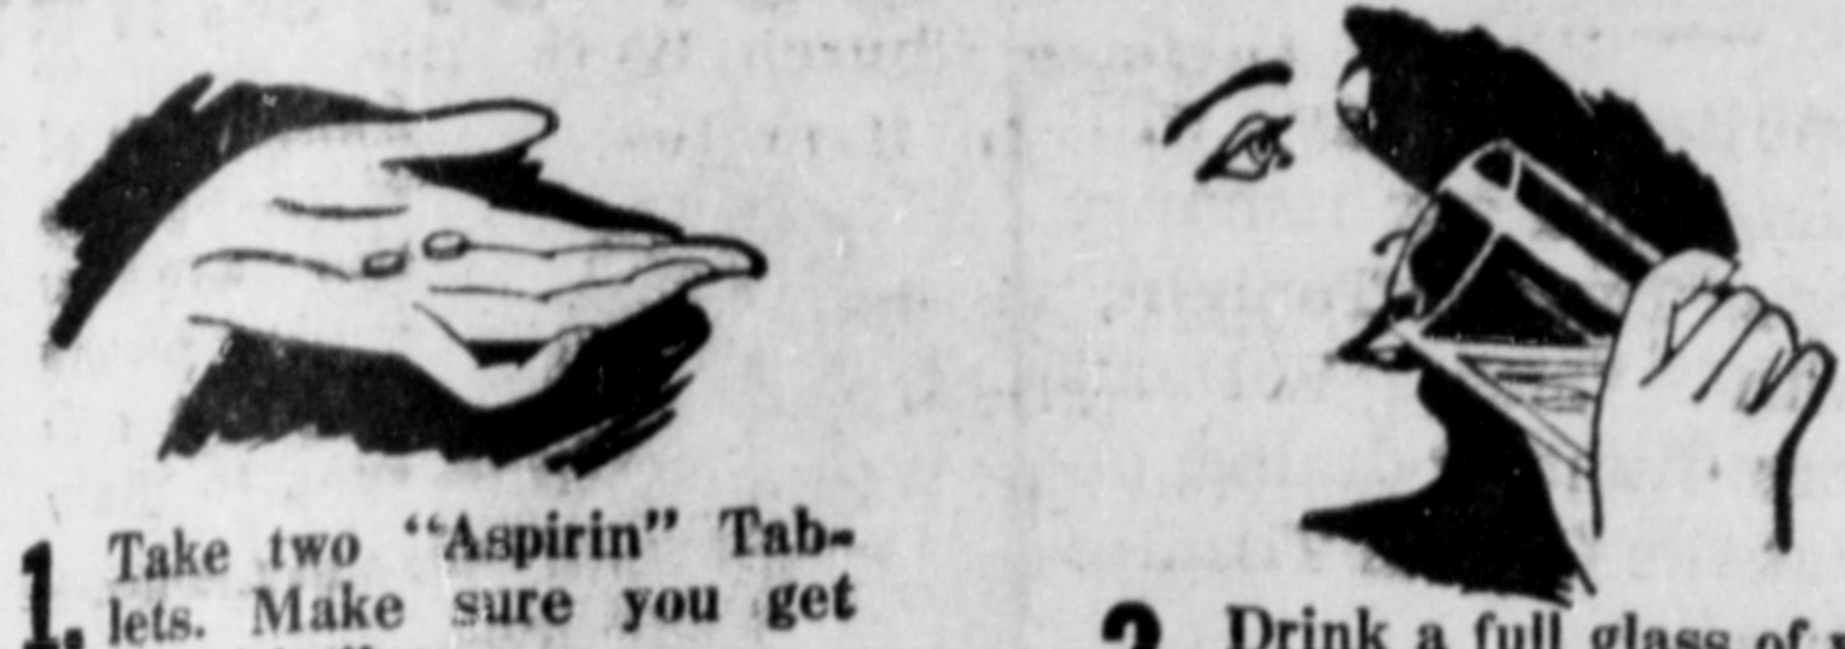 1. Take two “Aspirin” Tab-
lets. Make sure you get
2. Drink a full glass of